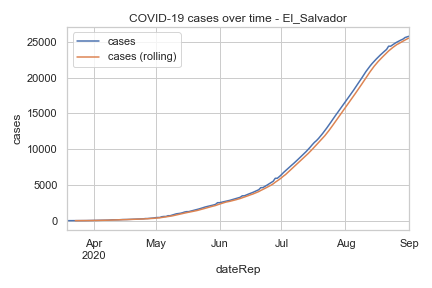 COVID-19 cases over time - El_Salvador
cases
cases (rolling)
25000
20000
15000
10000
5000
0
cases
Apr
2020
May
Jun
Jul
Aug
Sep
dateRep